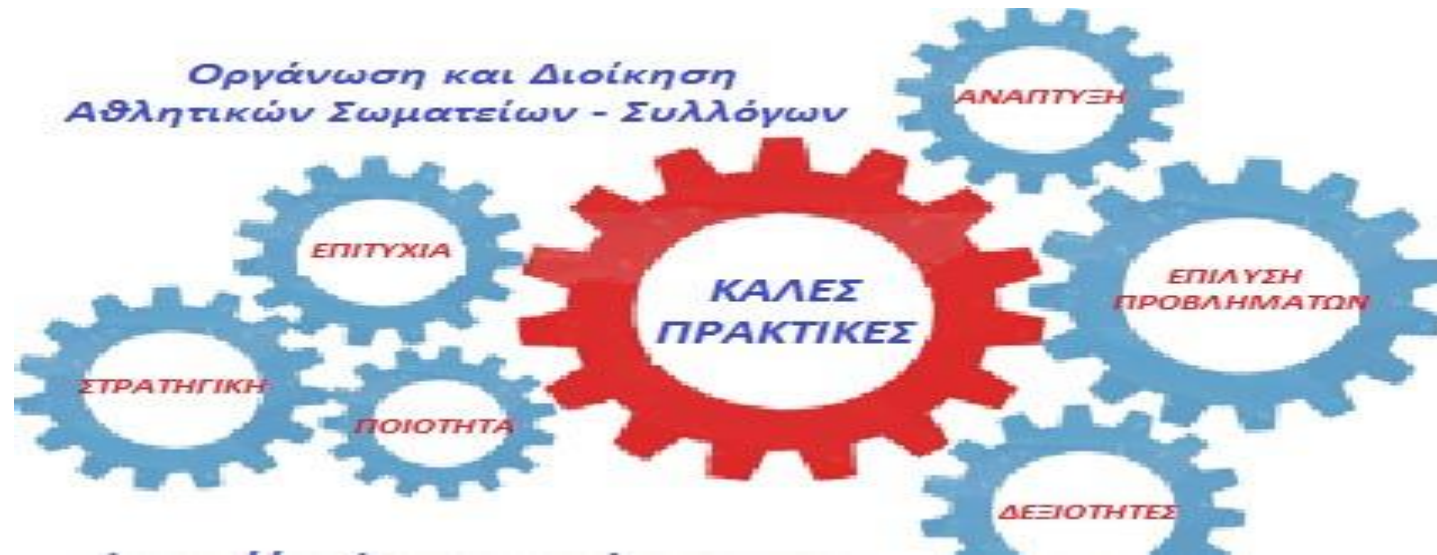 Οργάνωση και Διοίκηση
Αθλητικών Σωματείων - Συλλόγων
ΑΝΑΠΤΥΞΗ
ΕΠΙΤΥΧΙΑ
ΚΑΛΕΣ
ΠΡΑΚΤΙΚΕΣ
ΕΠΙΛΥΣΗ
ΠΡΟΒΛΗΜΑΤΩΝ
ΣΤΡΑΤΗΓΙΚΗ
ΠΟΙΟΤΗΤΑ
ΔΕΞΙΟΤΗΤΕΣ